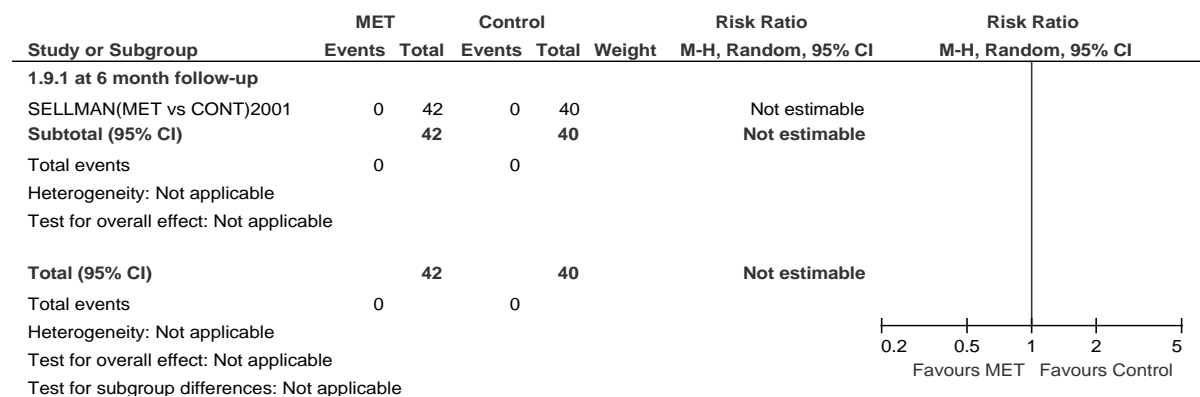 MET Control Risk Ratio Risk Ratio
Study or Subgroup Events Total Events Total Weight M-H, Random, 95% CI M-H, Random, 95% CI
1.9.1 at 6 month follow-up
SELLMAN(MET vs CONT)2001 0 42 0 40 Not estimable
Subtotal (95% CI) 42 40 Not estimable
Total events 0 0
Heterogeneity: Not applicable
Test for overall effect: Not applicable
Total (95% CI) 42 40 Not estimable
Total events 0 0
Heterogeneity: Not applicable
Test for overall effect: Not applicable
Test for subgroup differences: Not applicable
0.2 0.5 1 2 5
Favours MET Favours Control